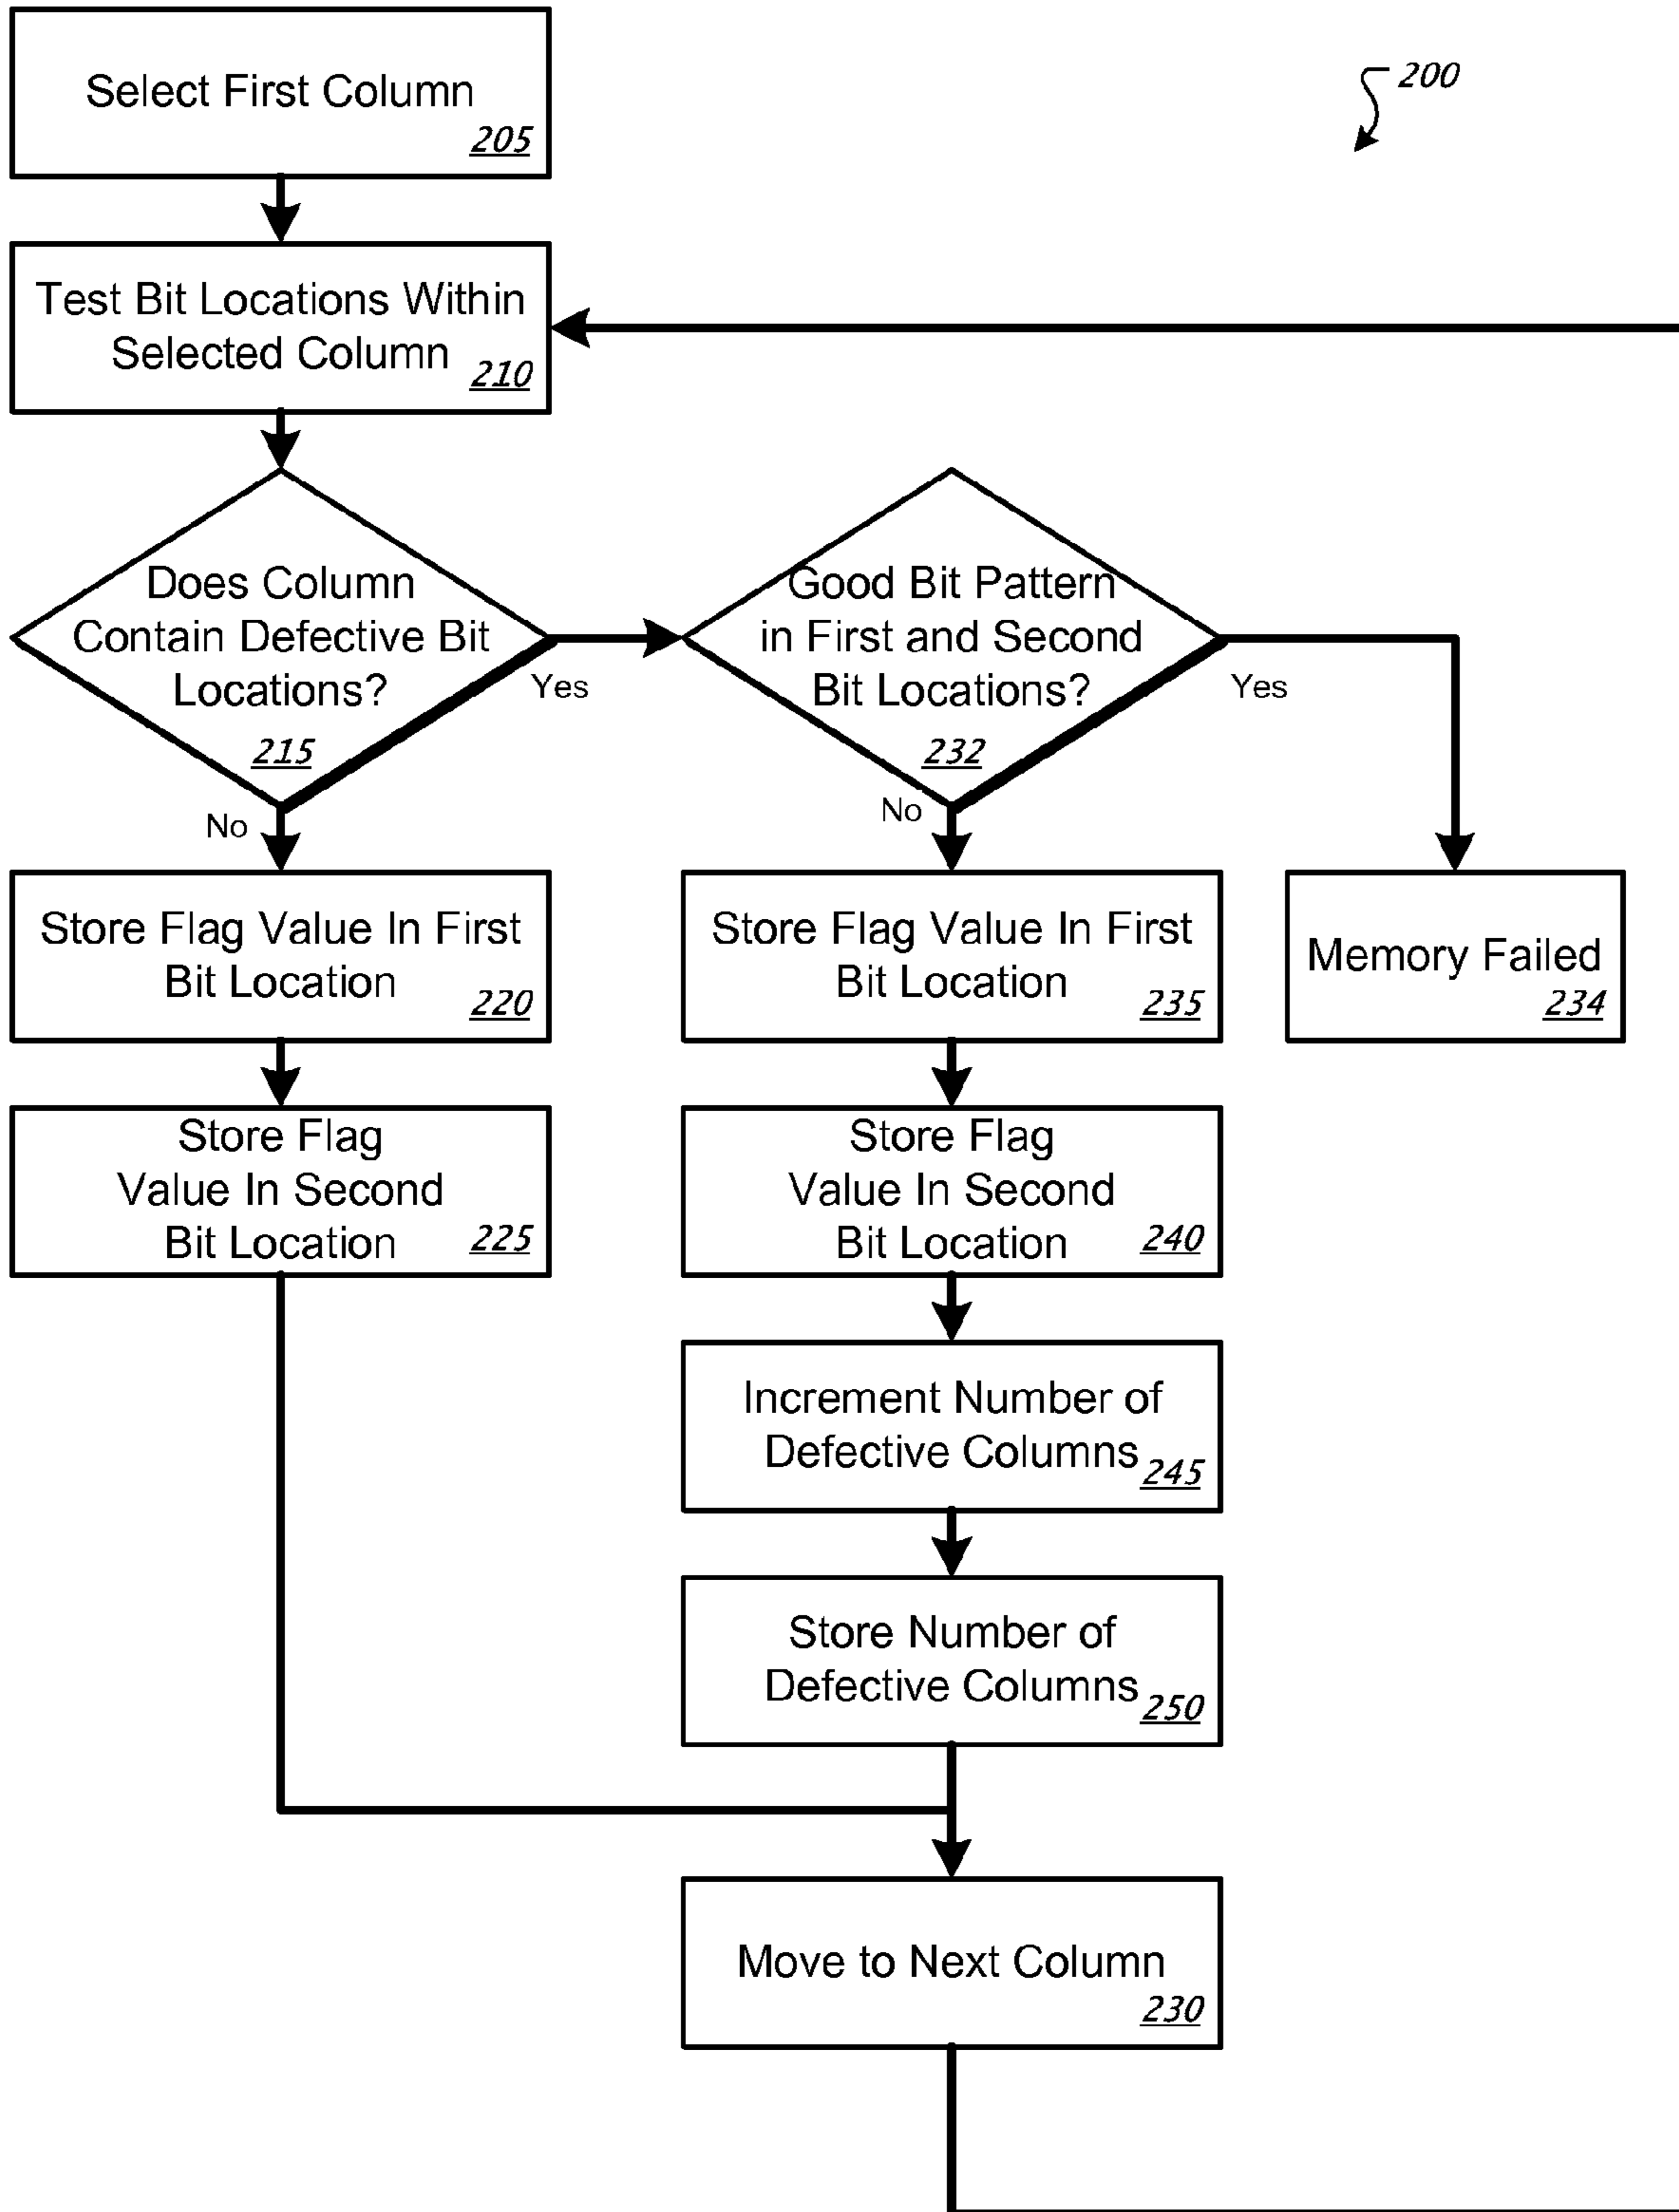 Select First Column
205
200
Test Bit Locations Within
Selected Column
210
Does Column
Contain Defective Bit
Locations?
215
Yes
No
Good Bit Pattern
in First and Second
Bit Locations?
232
Yes
No
Store Flag Value In First
Bit Location
220
Store Flag Value In First
Bit Location
235
Memory Failed
234
Store Flag
Value In Second
Bit Location
225
Store Flag
Value In Second
Bit Location
240
Increment Number of
Defective Columns
245
Store Number of
Defective Columns
250
Move to Next Column
230